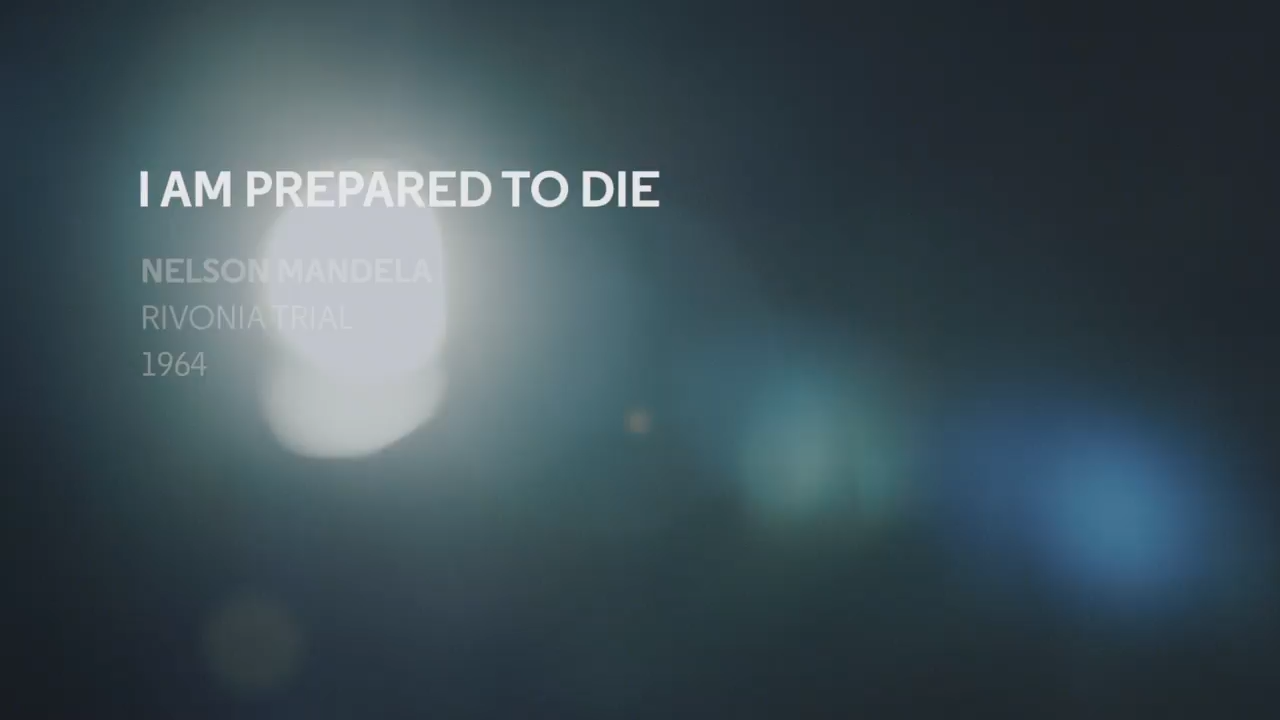 I AM PREPARED TO DIE
NELSON MANDELA
RIVONIA TRIAL
1964